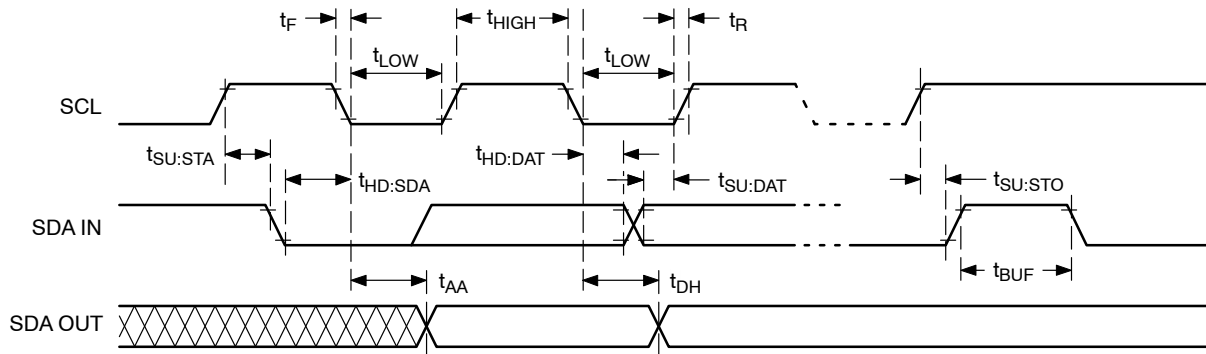 tF
tHIGH
tR
tLOW
tLOW
SCL
tSU:STA
tHD:DAT
tHD:SDA
tSU:DAT
tSU:STO
SDA IN
tAA
tDH
tBUF
SDA OUT